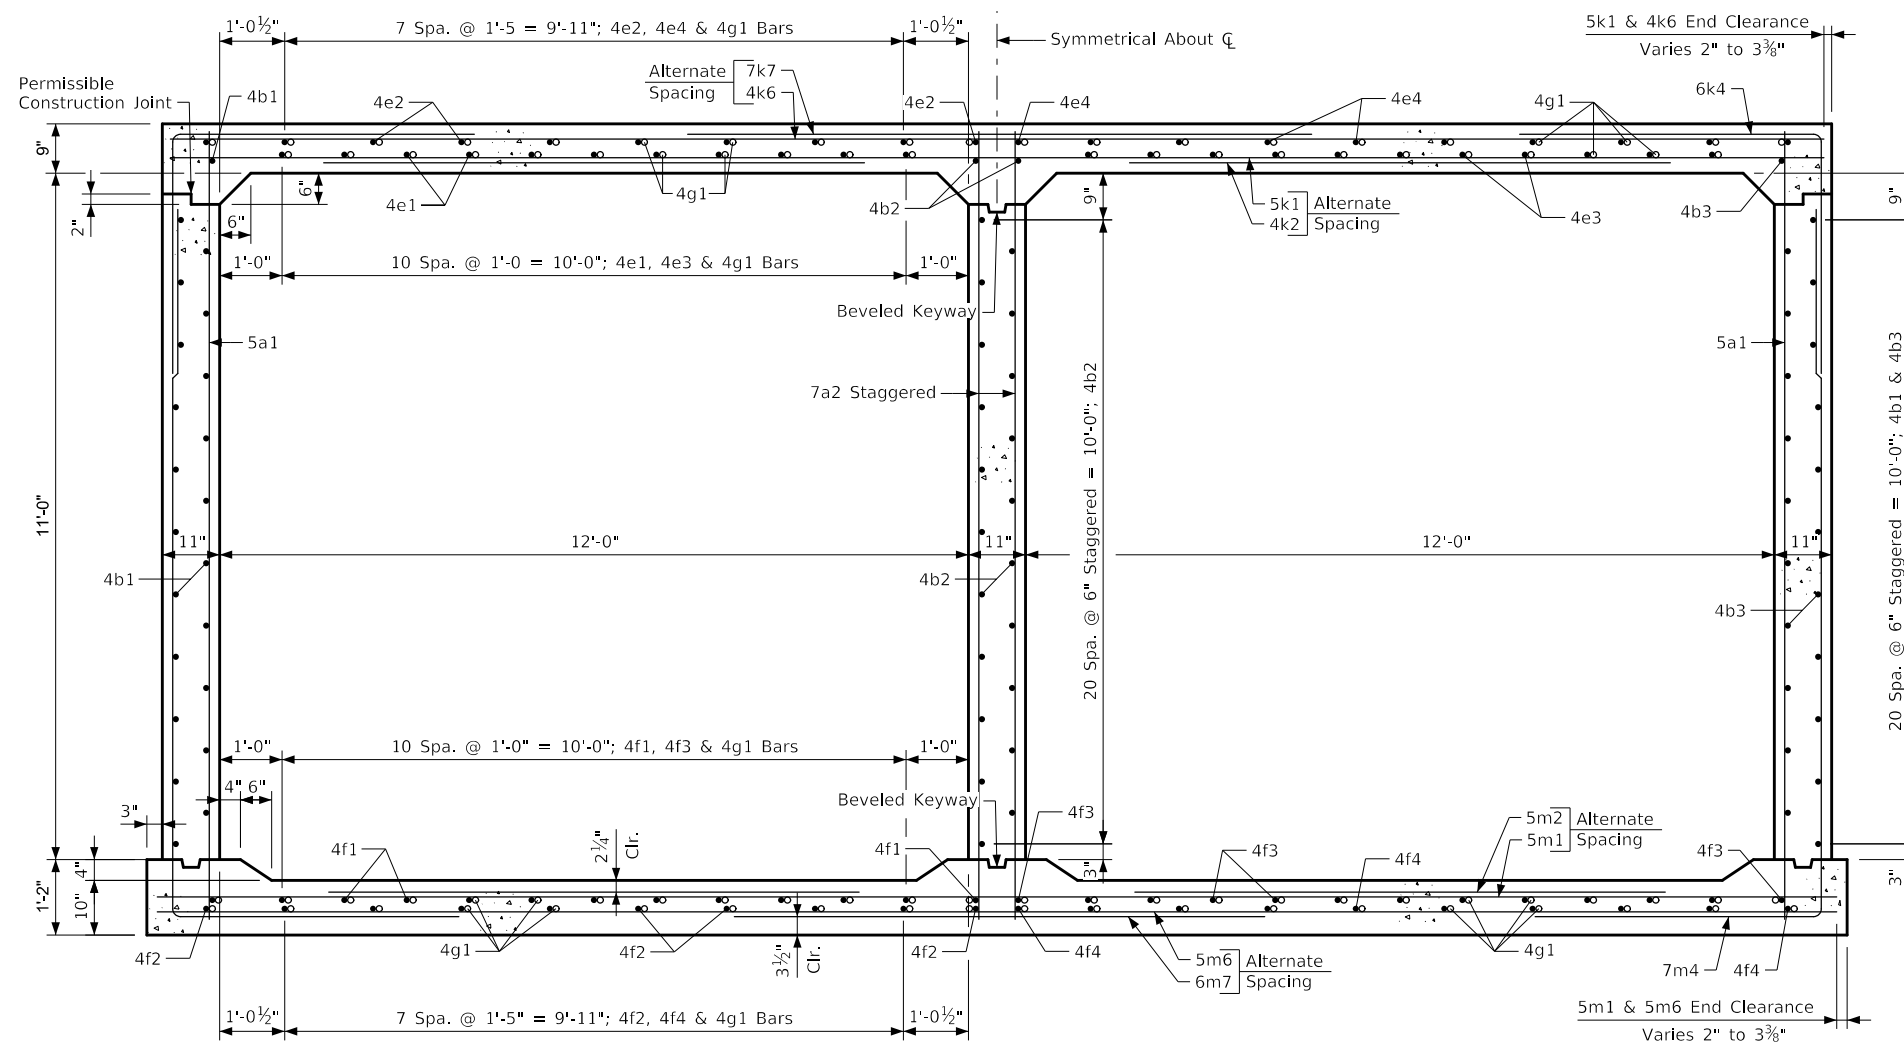 1'-0½" 7 Spa. @ 1'-5 = 9'-11"; 4e2, 4e4 & 4g1 Bars 1'-0½"
Symmetrical About ℄
5k1 & 4k6 End Clearance
Varies 2" to 3⅜"
Permissible
Construction Joint
4b1
4e2
Alternate
Spacing
7k7
4k6
4e2
4e4
4e4
4g1
6k4
9"
2"
6"
6"
4e1
4g1
4b2
9"
5k1
4k2
Alternate
Spacing
4e3
4b3
9"
1'-0" 10 Spa. @ 1'-0 = 10'-0"; 4e1, 4e3 & 4g1 Bars 1'-0"
Beveled Keyway
5a1
5a1
7a2 Staggered
20 Spa. @ 6" Staggered = 10'-0"; 4b2
20 Spa. @ 6" Staggered = 10'-0"; 4b1 & 4b3
11'-0"
11" 12'-0" 11" 12'-0" 11"
4b1
4b2
4b3
1'-0" 10 Spa. @ 1'-0" = 10'-0"; 4f1, 4f3 & 4g1 Bars 1'-0"
4" 6"
3"
Beveled Keyway
4f3
5m2
5m1
Alternate
Spacing
4f1
2¼"
Clr.
4f1
4f3
4f4
4f3
3"
3"
1'-2"
4"
10"
4f2
4g1
4f2
3½"
Clr.
4f2
4f4
5m6
6m7
Alternate
Spacing
4g1
7m4
4f4
1'-0½" 7 Spa. @ 1'-5" = 9'-11"; 4f2, 4f4 & 4g1 Bars 1'-0½"
5m1 & 5m6 End Clearance
Varies 2" to 3⅜"